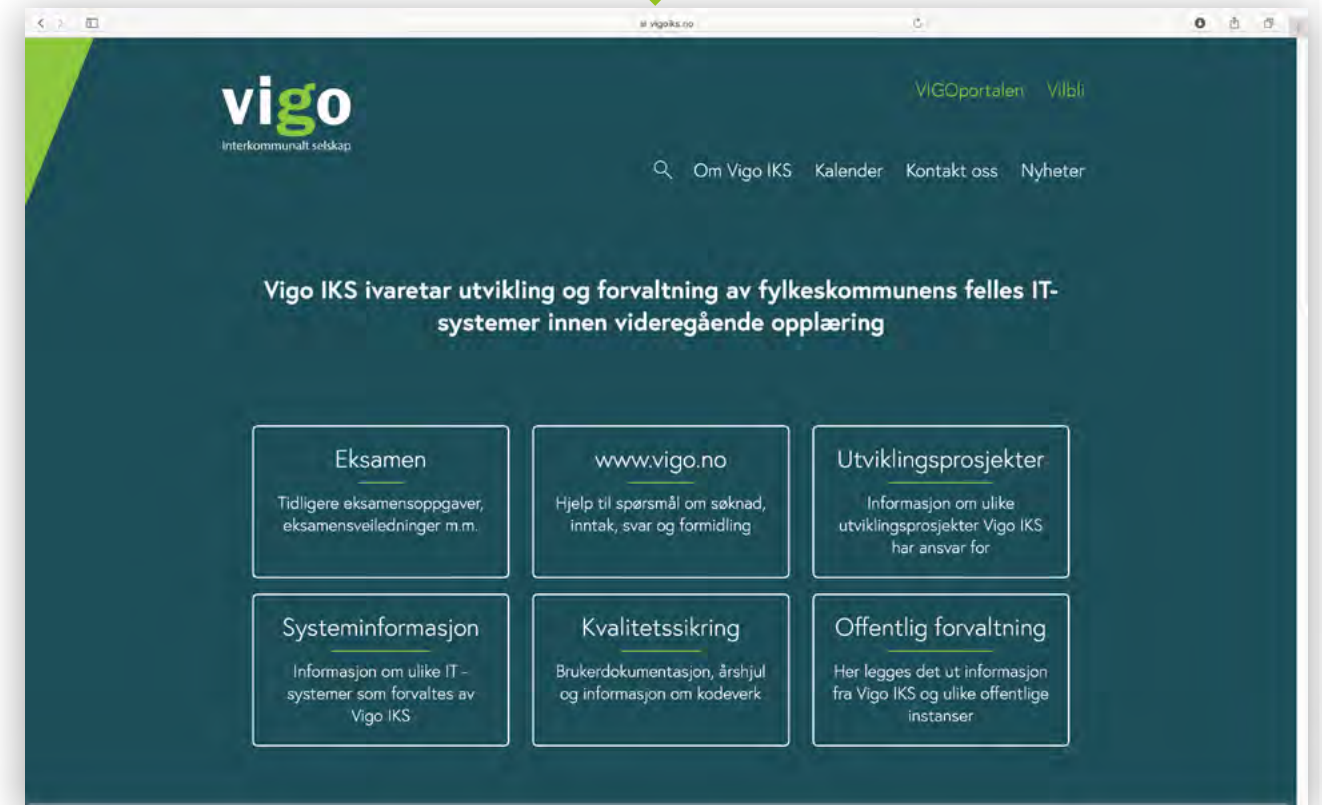 vigoiks.no
vigo
Interkommunalt selskap
VIGOportalen Vilbli
Om Vigo IKS Kalender Kontakt oss Nyheter
Vigo IKS ivaretar utvikling og forvaltning av fylkeskommunens felles IT-
systemer innen videregående opplæring
Eksamen
Tidligere eksamensoppgaver,
eksamensveiledninger m.m.
www.vigo.no
Hjelp til spørsmål om søknad,
inntak, svar og formidling
Utviklingsprosjekter
Informasjon om ulike
utviklingsprosjekter Vigo IKS
har ansvar for
Systeminformasjon
Informasjon om ulike IT -
systemer som forvaltes av
Vigo IKS
Kvalitetssikring
Brukerdokumentasjon, årshjul
og informasjon om kodeverk
Offentlig forvaltning
Her legges det ut informasjon
fra Vigo IKS og ulike offentlige
instanser